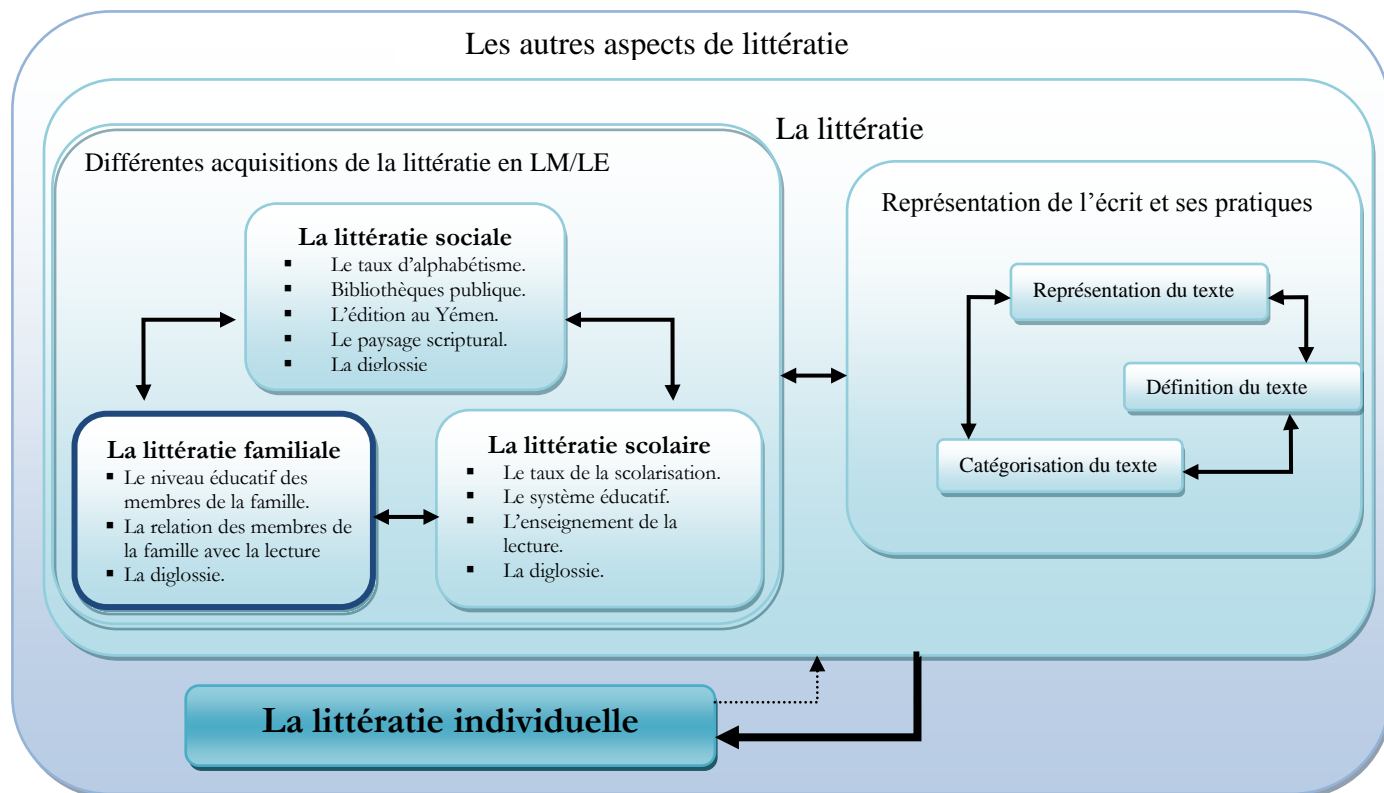 Les autres aspects de littératie
La littératie
Différentes acquisitions de la littératie en LM/LE
La littératie sociale
▪ Le taux d'alphabétisme.
▪ Bibliothèques publique.
▪ L'édition au Yémen.
▪ Le paysage scriptural.
▪ La diglossie
La littératie familiale
▪ Le niveau éducatif des
membres de la famille.
▪ La relation des membres de
la famille avec la lecture
▪ La diglossie.
La littératie scolaire
▪ Le taux de la scolarisation.
▪ Le système éducatif.
▪ L'enseignement de la
lecture.
▪ La diglossie.
Représentation de l'écrit et ses pratiques
Représentation du texte
Définition du texte
Catégorisation du texte
La littératie individuelle